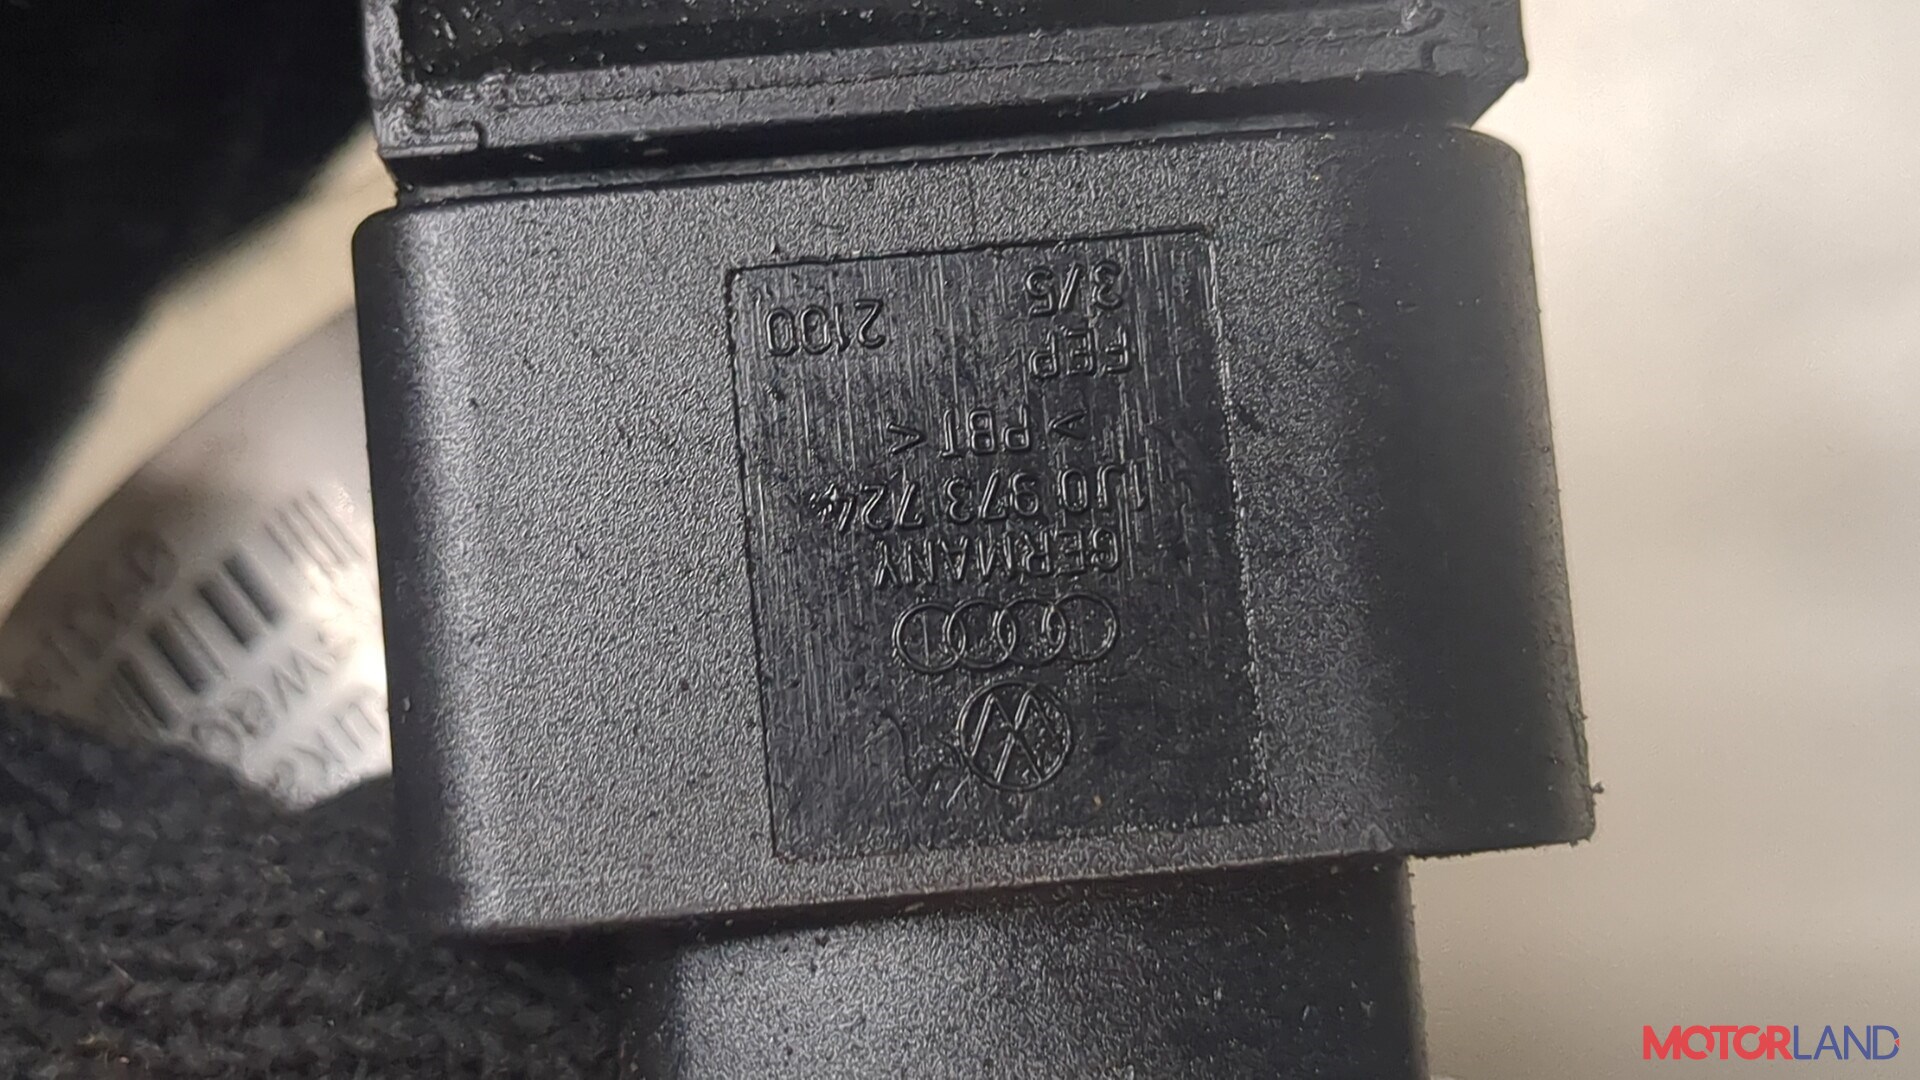 GERMANY
1J0 973 724
> PBT <
FEP
3/5 2100
MOTORLAND